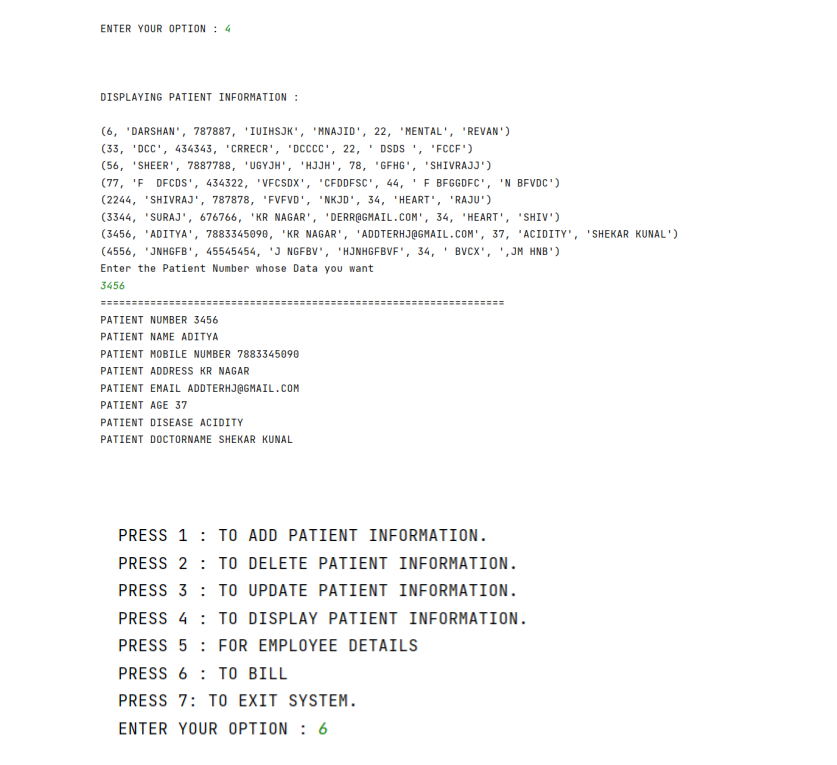 ENTER YOUR OPTION : 4
DISPLAYING PATIENT INFORMATION :
(6, 'DARSHAN', 787887, 'IUIHSJK', 'MNAJID', 22, 'MENTAL', 'REVAN')
(33, 'DCC', 434343, 'CRRECR', 'DCCCC', 22, ' DSDS ', 'FCCF')
(56, 'SHEER', 7887788, 'UGYJH', 'HJJH', 78, 'GFHG', 'SHIVRAJJ')
(77, 'F  DFCDS', 434322, 'VFCSDX', 'CFDDFSC', 44, ' F BFGGDFC', 'N BFVDC')
(2244, 'SHIVRAJ', 787878, 'FVFVD', 'NKJD', 34, 'HEART', 'RAJU')
(3344, 'SURAJ', 676766, 'KR NAGAR', 'DERR@GMAIL.COM', 34, 'HEART', 'SHIV')
(3456, 'ADITYA', 7883345090, 'KR NAGAR', 'ADDTERHJ@GMAIL.COM', 37, 'ACIDITY', 'SHEKAR KUNAL')
(4556, 'JNHGFB', 45545454, 'J NGFBV', 'HJNHGFBVF', 34, ' BVCX', ',JM HNB')
Enter the Patient Number whose Data you want
3456
=================================================================
PATIENT NUMBER 3456
PATIENT NAME ADITYA
PATIENT MOBILE NUMBER 7883345090
PATIENT ADDRESS KR NAGAR
PATIENT EMAIL ADDTERHJ@GMAIL.COM
PATIENT AGE 37
PATIENT DISEASE ACIDITY
PATIENT DOCTORNAME SHEKAR KUNAL
PRESS 1 : TO ADD PATIENT INFORMATION.
PRESS 2 : TO DELETE PATIENT INFORMATION.
PRESS 3 : TO UPDATE PATIENT INFORMATION.
PRESS 4 : TO DISPLAY PATIENT INFORMATION.
PRESS 5 : FOR EMPLOYEE DETAILS
PRESS 6 : TO BILL
PRESS 7: TO EXIT SYSTEM.
ENTER YOUR OPTION : 6